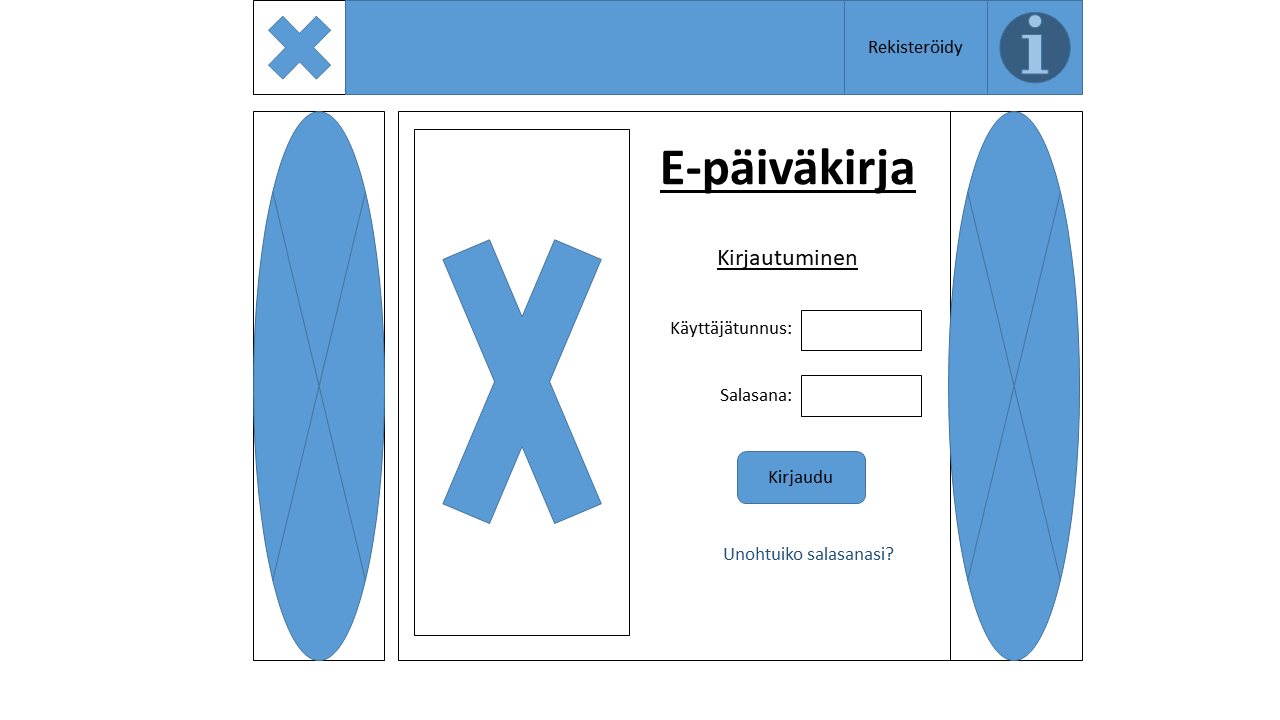 Rekisteröidy
E-päiväkirja
Kirjautuminen
Käyttäjätunnus:
Salasana:
Kirjaudu
Unohtuiko salasanasi?